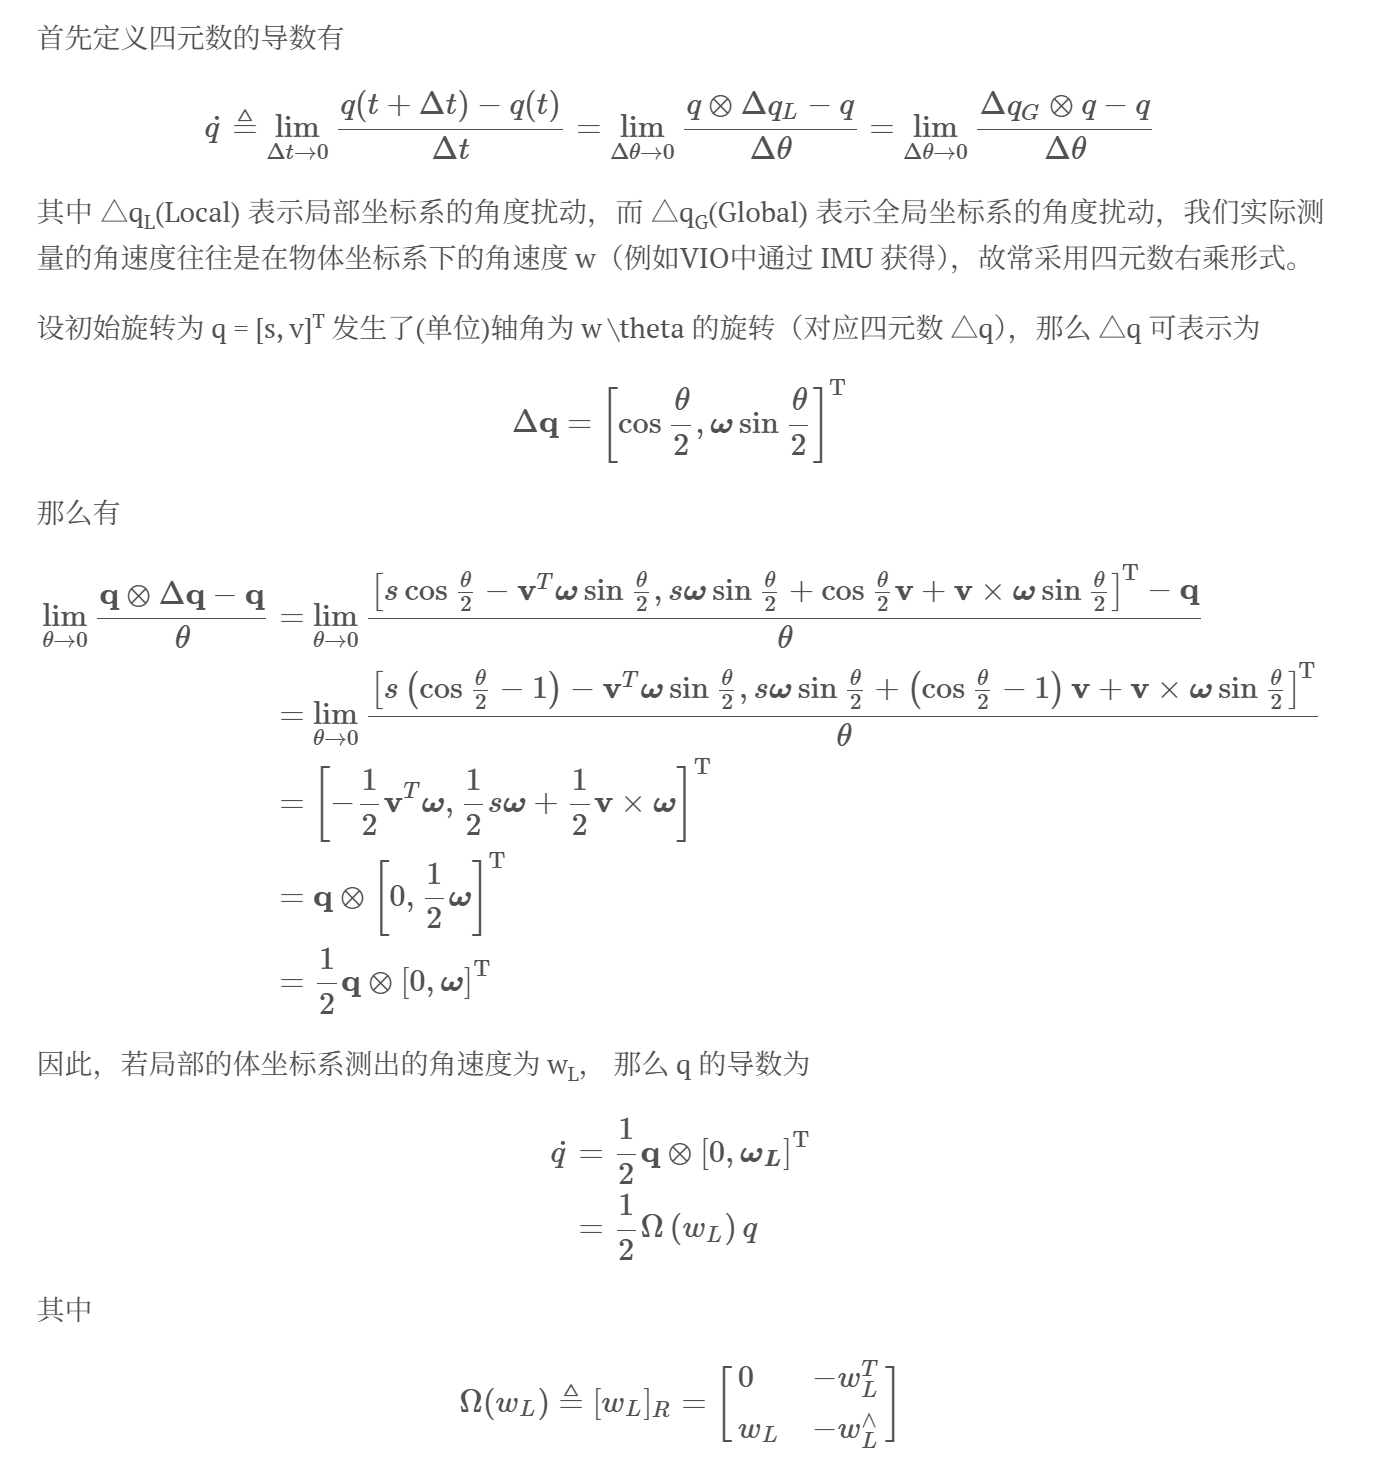 首先定义四元数的导数有
$$\dot{q} \triangleq \lim_{\Delta t \to 0} \frac{q(t+\Delta t)-q(t)}{\Delta t} = \lim_{\Delta\theta \to 0} \frac{q \otimes \Delta q_L - q}{\Delta\theta} = \lim_{\Delta\theta \to 0} \frac{\Delta q_G \otimes q - q}{\Delta\theta}$$
其中 △q_L(Local) 表示局部坐标系的角度扰动，而 △q_G(Global) 表示全局坐标系的角度扰动，我们实际测
量的角速度往往是在物体坐标系下的角速度 w（例如VIO中通过 IMU 获得），故常采用四元数右乘形式。
设初始旋转为 q = [s, v]^T 发生了(单位)轴角为 w \theta 的旋转（对应四元数 △q），那么 △q 可表示为
$$\Delta\mathbf{q} = \left[\cos\frac{\theta}{2}, \boldsymbol{\omega}\sin\frac{\theta}{2}\right]^{\mathrm{T}}$$
那么有
$$\lim_{\theta \to 0} \frac{\mathbf{q} \otimes \Delta\mathbf{q} - \mathbf{q}}{\theta} = \lim_{\theta \to 0} \frac{\left[s\cos\frac{\theta}{2} - \mathbf{v}^T\boldsymbol{\omega}\sin\frac{\theta}{2}, s\boldsymbol{\omega}\sin\frac{\theta}{2} + \cos\frac{\theta}{2}\mathbf{v} + \mathbf{v} \times \boldsymbol{\omega}\sin\frac{\theta}{2}\right]^{\mathrm{T}} - \mathbf{q}}{\theta}$$
$$= \lim_{\theta \to 0} \frac{\left[s\left(\cos\frac{\theta}{2} - 1\right) - \mathbf{v}^T\boldsymbol{\omega}\sin\frac{\theta}{2}, s\boldsymbol{\omega}\sin\frac{\theta}{2} + \left(\cos\frac{\theta}{2} - 1\right)\mathbf{v} + \mathbf{v} \times \boldsymbol{\omega}\sin\frac{\theta}{2}\right]^{\mathrm{T}}}{\theta}$$
$$= \left[-\frac{1}{2}\mathbf{v}^T\boldsymbol{\omega}, \frac{1}{2}s\boldsymbol{\omega} + \frac{1}{2}\mathbf{v} \times \boldsymbol{\omega}\right]^{\mathrm{T}}$$
$$= \mathbf{q} \otimes \left[0, \frac{1}{2}\boldsymbol{\omega}\right]^{\mathrm{T}}$$
$$= \frac{1}{2}\mathbf{q} \otimes [0, \boldsymbol{\omega}]^{\mathrm{T}}$$
因此，若局部的体坐标系测出的角速度为 w_L， 那么 q 的导数为
$$\dot{q} = \frac{1}{2}\mathbf{q} \otimes [0, \boldsymbol{\omega_L}]^{\mathrm{T}}$$
$$= \frac{1}{2}\Omega(w_L) q$$
其中
$$\Omega(w_L) \triangleq [w_L]_R = \begin{bmatrix} 0 & -w_L^T \\ w_L & -w_L^{\wedge} \end{bmatrix}$$